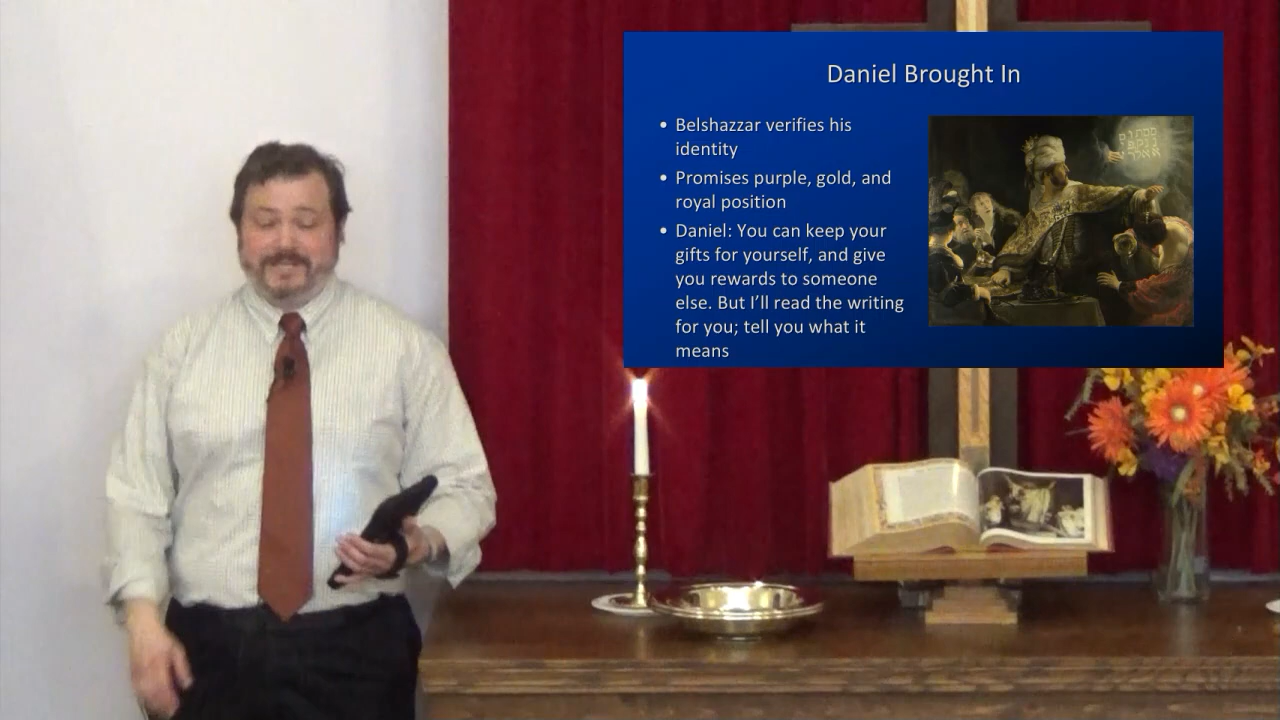 Daniel Brought In
• Belshazzar verifies his
identity
• Promises purple, gold, and
royal position
• Daniel: You can keep your
gifts for yourself, and give
you rewards to someone
else. But I’ll read the writing
for you; tell you what it
means